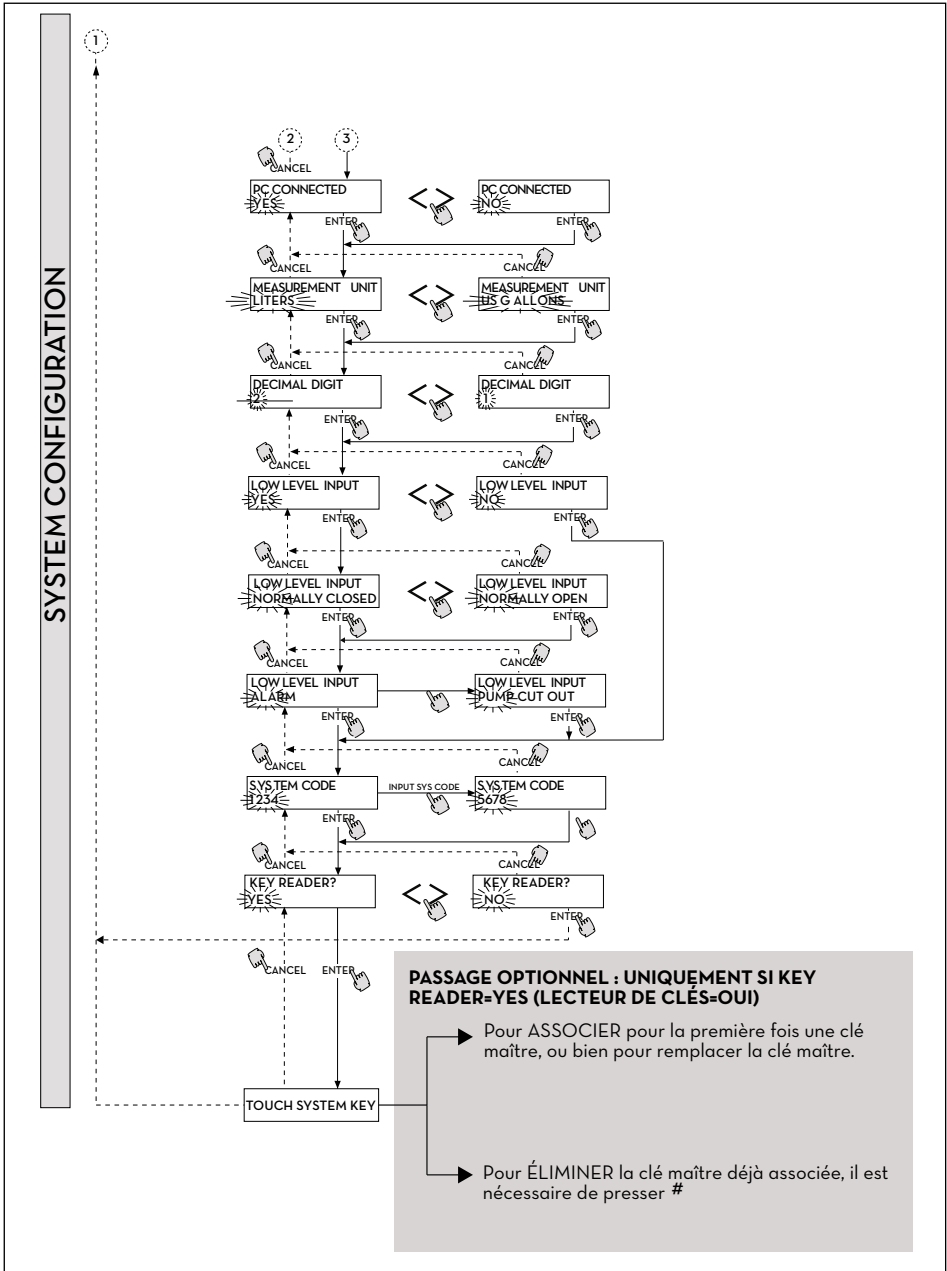 SYSTEM CONFIGURATION
1
2 3
CANCEL
PC CONNECTED < > PC CONNECTED
YES NO
ENTER ENTER
CANCEL CANCEL
MEASUREMENT UNIT < > MEASUREMENT UNIT
LITERS US G ALLONS
ENTER ENTER
CANCEL CANCEL
DECIMAL DIGIT < > DECIMAL DIGIT
2 1
ENTER ENTER
CANCEL CANCEL
LOW LEVEL INPUT < > LOW LEVEL INPUT
YES NO
ENTER ENTER
CANCEL CANCEL
LOW LEVEL INPUT < > LOW LEVEL INPUT
NORMALLY CLOSED NORMALLY OPEN
ENTER ENTER
CANCEL CANCEL
LOW LEVEL INPUT LOW LEVEL INPUT
ALARM PUMP CUT OUT
ENTER ENTER
CANCEL CANCEL
SYSTEM CODE INPUT SYS CODE SYSTEM CODE
1234 5678
ENTER
CANCEL CANCEL
KEY READER? < > KEY READER?
YES NO
ENTER
CANCEL ENTER
PASSAGE OPTIONNEL : UNIQUEMENT SI KEY
READER=YES (LECTEUR DE CLÉS=OUI)
Pour ASSOCIER pour la première fois une clé
maître, ou bien pour remplacer la clé maître.
TOUCH SYSTEM KEY
Pour ÉLIMINER la clé maître déjà associée, il est
nécessaire de presser #